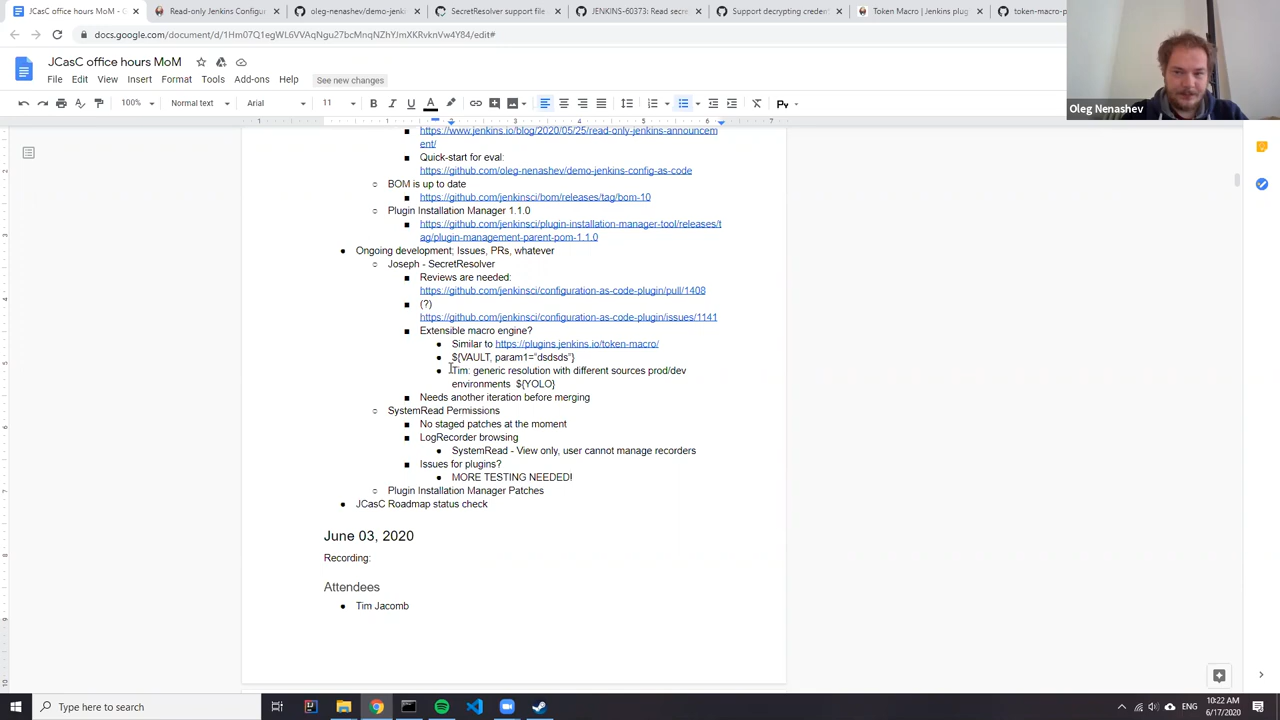 JCasC office hours MoM - G
Read-only Jenkins Configur
oleg-nenashev/demo-jenkin
SecretResolver support file
JENKINS-60373: Read secre
Support decrypting creden
Token Macro | Jenkins plug
token-macro-p
docs.google.com/document/d/1Hm07Q1egWL6VVAqNgu27bcMnqNZhYJmXKRvknVw4Y84/edit#
JCasC office hours MoM
File Edit View Insert Format Tools Add-ons Help See new changes
100% Normal text Arial 11
https://www.jenkins.io/blog/2020/05/25/read-only-jenkins-announcem
ent/
Quick-start for eval:
https://github.com/oleg-nenashev/demo-jenkins-config-as-code
BOM is up to date
https://github.com/jenkinsci/bom/releases/tag/bom-10
Plugin Installation Manager 1.1.0
https://github.com/jenkinsci/plugin-installation-manager-tool/releases/t
ag/plugin-management-parent-pom-1.1.0
Ongoing development; Issues, PRs, whatever
Joseph - SecretResolver
Reviews are needed:
https://github.com/jenkinsci/configuration-as-code-plugin/pull/1408
(?)
https://github.com/jenkinsci/configuration-as-code-plugin/issues/1141
Extensible macro engine?
Similar to https://plugins.jenkins.io/token-macro/
${VAULT, param1="dsdsds"}
Tim: generic resolution with different sources prod/dev
environments ${YOLO}
Needs another iteration before merging
SystemRead Permissions
No staged patches at the moment
LogRecorder browsing
SystemRead - View only, user cannot manage recorders
Issues for plugins?
MORE TESTING NEEDED!
Plugin Installation Manager Patches
JCasC Roadmap status check
June 03, 2020
Recording:
Attendees
Tim Jacomb
Oleg Nenashev
Type here to search
ENG
10:22 AM
6/17/2020